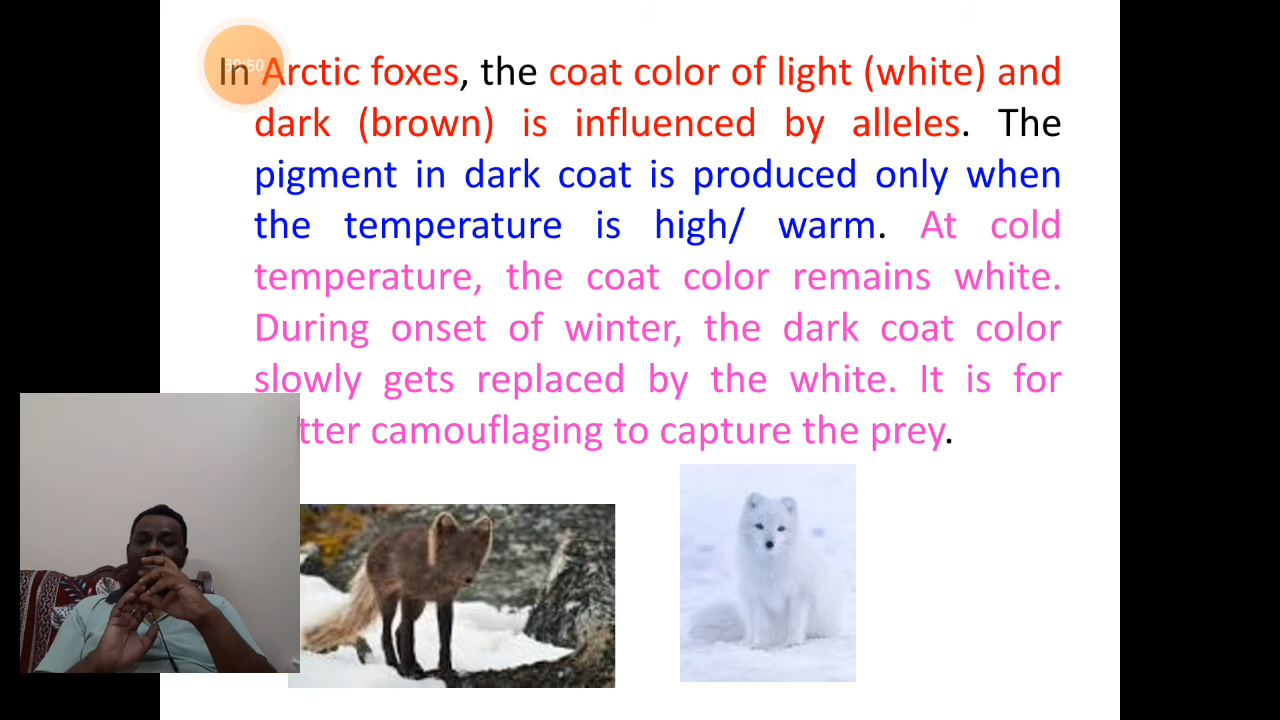 In Arctic foxes, the coat color of light (white) and
dark (brown) is influenced by alleles. The
pigment in dark coat is produced only when
the temperature is high/ warm. At cold
temperature, the coat color remains white.
During onset of winter, the dark coat color
slowly gets replaced by the white. It is for
tter camouflaging to capture the prey.